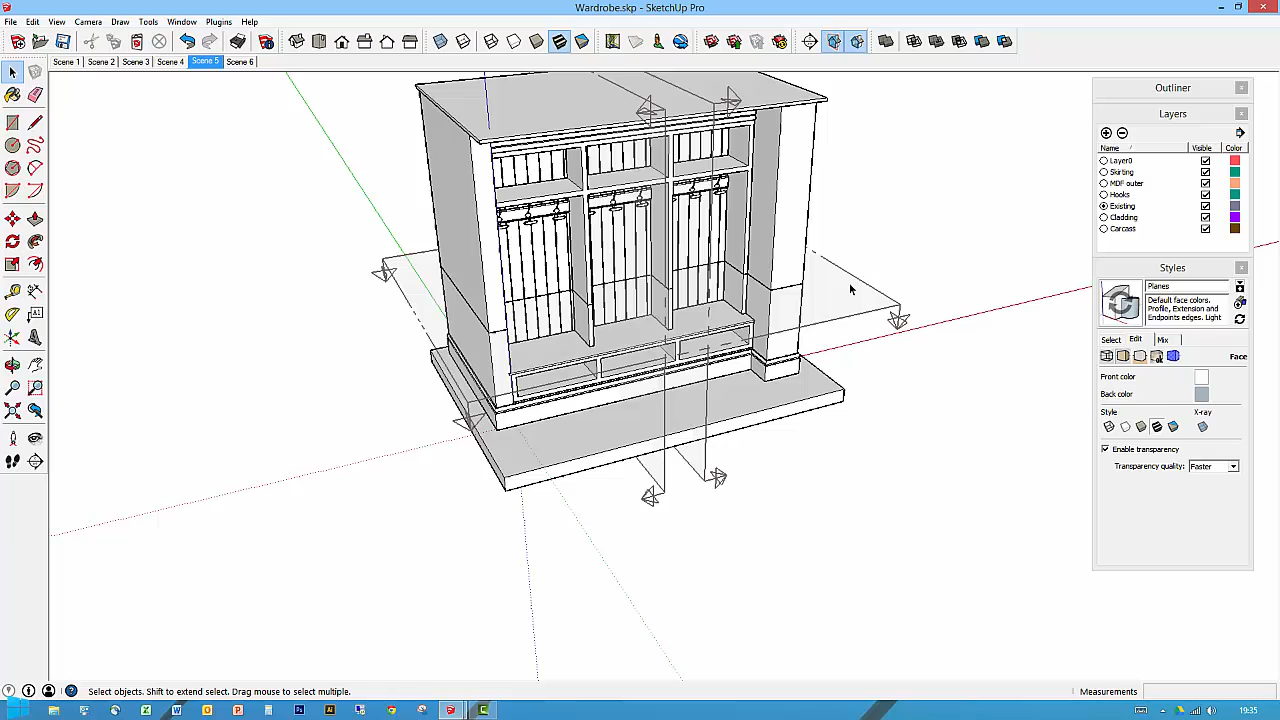 Wardrobe.skp - SketchUp Pro
File Edit View Camera Draw Tools Window Plugins Help
Scene 1 Scene 2 Scene 3 Scene 4 Scene 5 Scene 6
Outliner
Layers
Name Visible Color
Layer0
Skirting
MDF outer
Hooks
Existing
Cladding
Carcass
Styles
Planes
Default face colors.
Profile, Extension and
Endpoints edges. Light
Select Edit Mix
Face
Front color
Back color
Style X-ray
Enable transparency
Transparency quality: Faster
Select objects. Shift to extend select. Drag mouse to select multiple.
Measurements
19:35